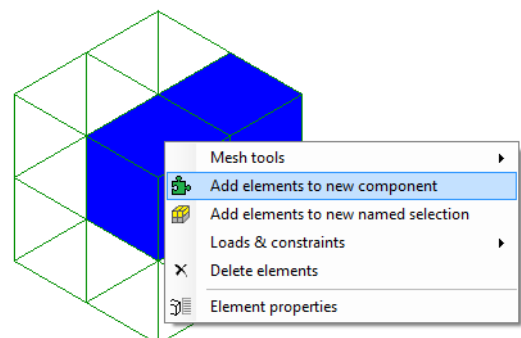 Mesh tools
Add elements to new component
Add elements to new named selection
Loads & constraints
Delete elements
Element properties